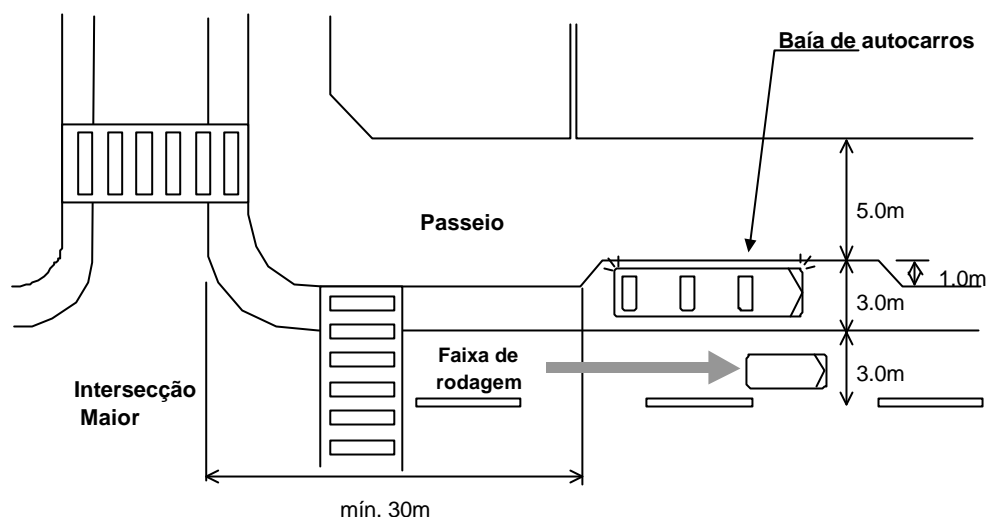 Baía de autocarros
Passeio
5.0m
1.0m
3.0m
Faixa de
rodagem
3.0m
Intersecção
Maior
mín. 30m